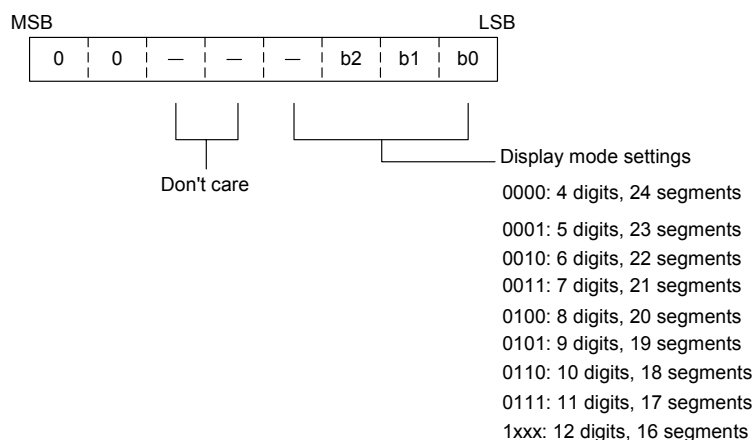 MSB LSB
0 0 — — — b2 b1 b0
Don't care
Display mode settings
0000: 4 digits, 24 segments
0001: 5 digits, 23 segments
0010: 6 digits, 22 segments
0011: 7 digits, 21 segments
0100: 8 digits, 20 segments
0101: 9 digits, 19 segments
0110: 10 digits, 18 segments
0111: 11 digits, 17 segments
1xxx: 12 digits, 16 segments